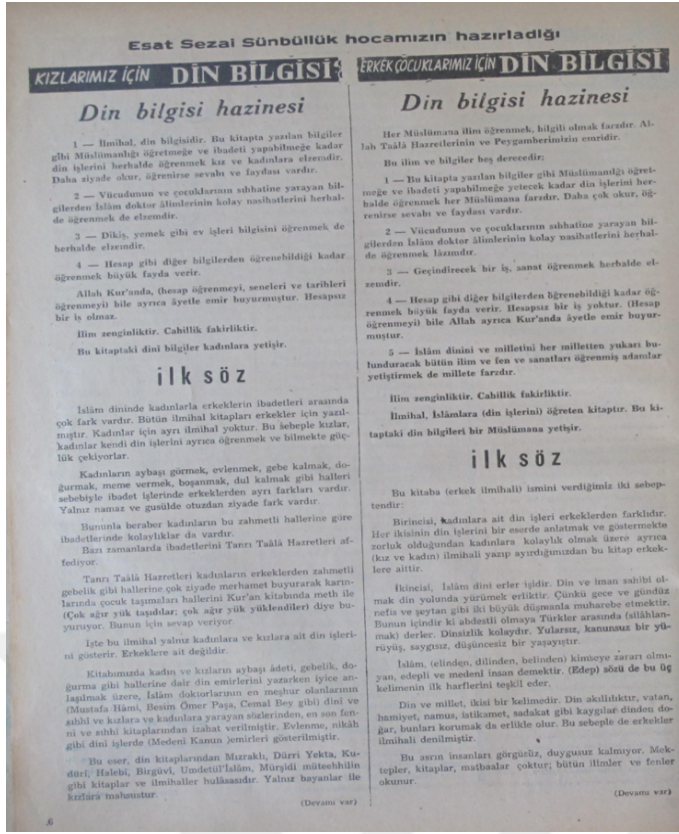 Esat Sezai Sünbüllük hocamızın hazırladığı
KIZLARIMIZ İÇİN DİN BİLGİSİ
Din bilgisi hazinesi
1 — İlmihal, din bilgisidir. Bu kitapta yazılan bilgiler
gibi Müslümanlığı öğretmeğe ve ibadeti yapabilmeğe kadar
din işlerini herhalde öğrenmek kız ve kadınlara elzemdir.
Daha ziyade okur, öğrenirse sevabı ve faydası vardır.
2 — Vücudunun ve çocuklarının sıhhatine yarayan bil-
gilerden İslâm doktor âlimlerinin kolay nasihatlerini herhal-
de öğrenmek de elzemdir.
3 — Dikiş, yemek gibi ev işleri bilgisini öğrenmek de
herhalde elzemdir.
4 — Hesap gibi diğer bilgilerden öğrenebildiği kadar
öğrenmek büyük fayda verir.
Allah Kur'anda, (hesap öğrenmeyi, seneleri ve tarihleri
öğrenmeyi) bile ayrıca âyetle emir buyurmuştur. Hesapsız
bir iş olmaz.
İlim zenginliktir. Cahillik fakirliktir.
Bu kitaptaki dinî bilgiler kadınlara yetişir.
ilk söz
İslâm dininde kadınlarla erkeklerin ibadetleri arasında
çok fark vardır. Bütün ilmihal kitapları erkekler için yazıl-
mıştır. Kadınlar için ayrı ilmihal yoktur. Bu sebeple kızlar,
kadınlar kendi din işlerini ayrıca öğrenmek ve bilmekte güç-
lük çekiyorlar.
Kadınların aybaşı görmek, evlenmek, gebe kalmak, do-
ğurmak, meme vermek, boşanmak, dul kalmak gibi halleri
sebebiyle ibadet işlerinde erkeklerden ayrı farkları vardır.
Yalnız namaz ve gusülde otuzdan ziyade fark vardır.
Bununla beraber kadınların bu zahmetli hallerine göre
ibadetlerinde kolaylıklar da vardır.
Bazı zamanlarda ibadetlerini Tanrı Taâlâ Hazretleri af-
fediyor.
Tanrı Taâlâ Hazretleri kadınların erkeklerden zahmetli
gebelik gibi hallerine çok ziyade merhamet buyurarak karın-
larında çocuk taşımaları hallerini Kur'an kitabında meth ile
(Çok ağır yük taşıdılar; çok ağır yük yüklendiler) diye bu-
yuruyor. Bunun için sevap veriyor.
İşte bu ilmihal yalnız kadınlara ve kızlara ait din işleri-
ni gösterir. Erkeklere ait değildir.
Kitabımızda kadın ve kızların aybaşı âdeti, gebelik, do-
ğurma gibi hallerine dair din emirlerini yazarken iyice an-
laşılmak üzere, İslâm doktorlarının en meşhur olanlarının
(Mustafa Hâmi, Besim Ömer Paşa, Cemal Bey gibi) dinî ve
sıhhî ve kızlara ve kadınlara yarayan sözlerinden, en son fen-
nî ve sıhhî kitaplarından izahat verilmiştir. Evlenme, nikâh
gibi dinî işlerde (Medenî Kanun) emirleri gösterilmiştir.
Bu eser, din kitaplarından Mızraklı, Dürri Yekta, Ku-
dûrî, Halebî, Birgüvî, Umdetül'İslâm, Mürşidi müteehhilin
gibi kitaplar ve ilmihaller hulâsasıdır. Yalnız bayanlar ile
kızlara mahsustur.
(Devamı var)
6
ERKEK ÇOCUKLARIMIZ İÇİN DİN BİLGİSİ
Din bilgisi hazinesi
Her Müslümana ilim öğrenmek, bilgili olmak farzdır. Al-
lah Taâlâ Hazretlerinin ve Peygamberimizin emridir.
Bu ilim ve bilgiler beş derecedir;
1 — Bu kitapta yazılan bilgiler gibi Müslümanlığı öğret-
meğe ve ibadeti yapabilmeğe yetecek kadar din işlerini her-
halde öğrenmek her Müslümana farzdır. Daha çok okur, öğ-
renirse sevabı ve faydası vardır.
2 — Vücudunun ve çocuklarının sıhhatine yarayan bil-
gilerden İslâm doktor âlimlerinin kolay nasihatlerini herhal-
de öğrenmek lâzımdır.
3 — Geçindirecek bir iş, sanat öğrenmek herhalde el-
zemdir.
4 — Hesap gibi diğer bilgilerden öğrenebildiği kadar öğ-
renmek büyük fayda verir. Hesapsız bir iş yoktur. (Hesap
öğrenmeyi) bile Allah ayrıca Kur'anda âyetle emir buyur-
muştur.
5 — İslâm dinini ve milletini her milletten yukarı bu-
lunduracak bütün ilim ve fen ve sanatları öğrenmiş adamlar
yetiştirmek de millete farzdır.
İlim zenginliktir. Cahillik fakirliktir.
İlmihal, İslâmlara (din işlerini) öğreten kitaptır. Bu ki-
taptaki din bilgileri bir Müslümana yetişir.
ilk söz
Bu kitaba (erkek ilmihali) ismini verdiğimiz iki sebep-
tendir:
Birincisi, kadınlara ait din işleri erkeklerden farklıdır.
Her ikisinin din işlerini bir eserde anlatmak ve göstermekte
zorluk olduğundan kadınlara kolaylık olmak üzere ayrıca
(kız ve kadın) ilmihali yazıp ayırdığınızdan bu kitap erkek-
lere aittir.
İkincisi, İslâm dini erler işidir. Din ve iman sahibi ol-
mak din yolunda yürümek erliktir. Çünkü gece ve gündüz
nefis ve şeytan gibi iki büyük düşmanla muharebe etmektir.
Bunun içindir ki abdestli olmaya Türkler arasında (silâhlan-
mak) derler. Dinsizlik kolaydır. Yularsız, kanunsuz bir yü-
rüyüş, saygısız, düşüncesiz bir yaşayıştır.
İslâm, (elinden, dilinden, belinden) kimseye zararı olmı-
yan, edepli ve medenî insan demektir. (Edep) sözü de bu üç
kelimenin ilk harflerini teşkil eder.
Din ve millet, ikisi bir kelimedir. Din akıllılıktır, vatan,
hamiyet, namus, istikamet, sadakat gibi kaygılar dinden do-
ğar, bunları korumak da erlikle olur. Bu sebeple de erkekler
ilmihali denilmiştir.
Bu asrın insanları görgüsüz, duygusuz kalmıyor. Mek-
tepler, kitaplar, matbaalar çoktur; bütün ilimler ve fenler
okunur.
(Devamı var)